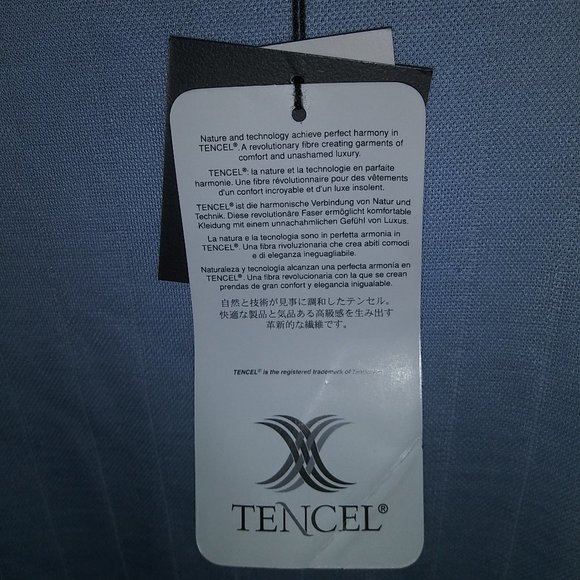 Nature and technology achieve perfect harmony in
TENCEL®. A revolutionary fibre creating garments of
comfort and unashamed luxury.
TENCEL®: la nature et la technologie en parfaite
harmonie. Une fibre révolutionnaire pour des vêtements
d'un confort incroyable et d'un luxe insolent.
TENCEL® ist die harmonische Verbindung von Natur und
Technik. Diese revolutionäre Faser ermöglicht komfortable
Kleidung mit einem unnachahmlichen Gefühl von Luxus.
La natura e la tecnologia sono in perfetta armonia in
TENCEL®. Una fibra rivoluzionaria che crea abiti comodi
e di eleganza ineguagliabile.
Naturaleza y tecnología alcanzan una perfecta armonía en
TENCEL®. Una fibra revolucionaria con la que se crean
prendas de gran confort y elegancia inigualable.
自然と技術が見事に調和したテンセル。
快適な製品と気品ある高級感を生み出す
革新的な繊維です。
TENCEL® is the registered trademark of
TENCEL®